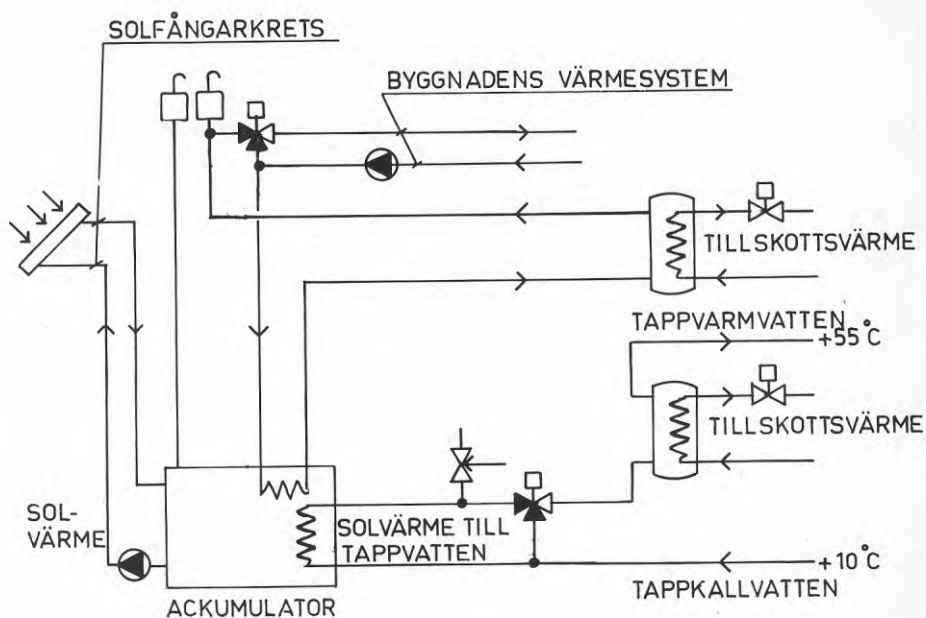 SOLFÅNGARKRETS
BYGGNADENS VÄRMESYSTEM
TILLSKOTTSVÄRME
TAPPVARMVATTEN
+55°C
TILLSKOTTSVÄRME
SOL-
VÄRME
SOLVÄRME TILL
TAPPVATTEN
+10°C
TAPPKALLVATTEN
ACKUMULATOR